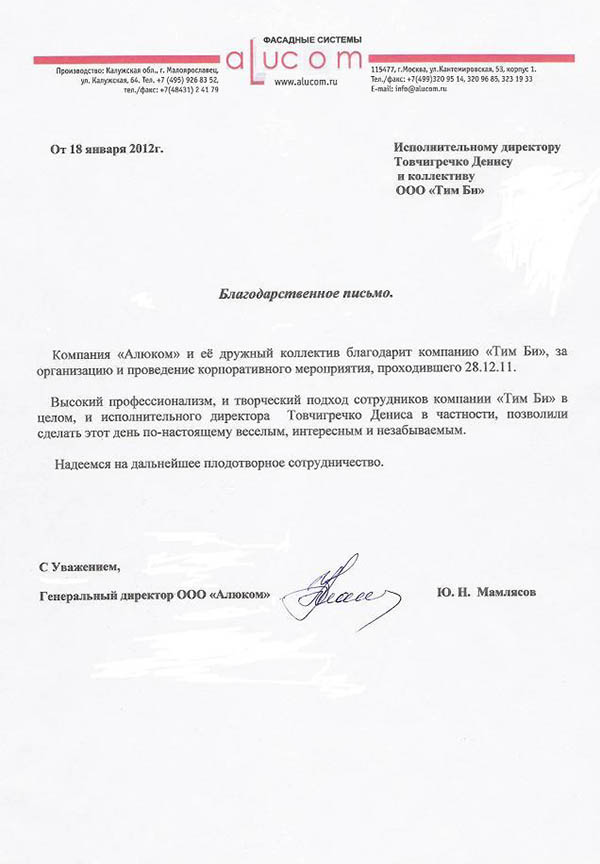 ФАСАДНЫЕ СИСТЕМЫ
aLucom
www.alucom.ru
Производство: Калужская обл., г. Малоярославец,
ул. Калужская, 64. Тел. +7 (495) 926 83 52,
тел./факс: +7(48431) 2 41 79
115477, г.Москва, ул.Кантемировская, 53, корпус 1.
Тел./факс: +7(499)320 95 14, 320 96 85, 323 19 33
E-mail: info@alucom.ru
От 18 января 2012г.
Исполнительному директору
Товчигречко Денису
и коллективу
ООО «Тим Би»
Благодарственное письмо.
Компания «Алюком» и её дружный коллектив благодарит компанию «Тим Би», за
организацию и проведение корпоративного мероприятия, проходившего 28.12.11.
Высокий профессионализм, и творческий подход сотрудников компании «Тим Би» в
целом, и исполнительного директора Товчигречко Дениса в частности, позволили
сделать этот день по-настоящему веселым, интересным и незабываемым.
Надеемся на дальнейшее плодотворное сотрудничество.
С Уважением,
Генеральный директор ООО «Алюком»
Ю. Н. Мамлясов